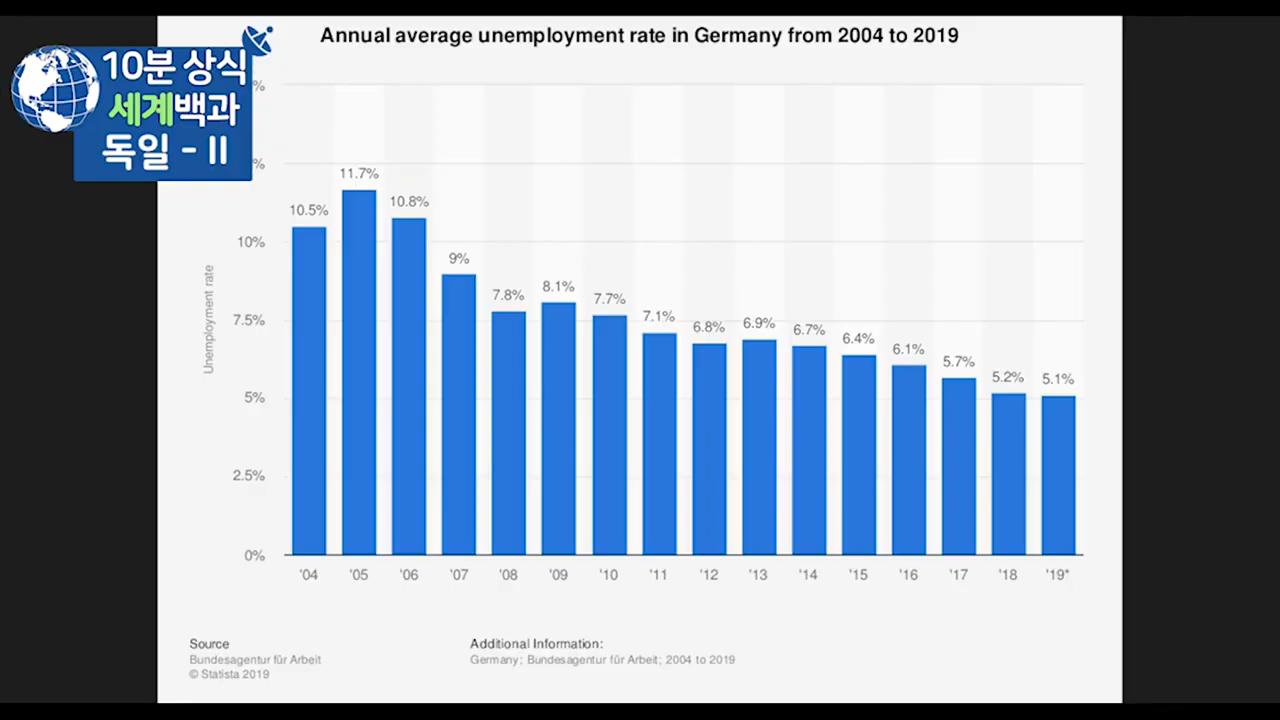 Annual average unemployment rate in Germany from 2004 to 2019
10분 상식
세계백과
독일 - II
%
%
10%
7.5%
5%
2.5%
0%
Unemployment rate
10.5%
11.7%
10.8%
9%
7.8%
8.1%
7.7%
7.1%
6.8%
6.9%
6.7%
6.4%
6.1%
5.7%
5.2%
5.1%
'04 '05 '06 '07 '08 '09 '10 '11 '12 '13 '14 '15 '16 '17 '18 '19*
Source
Bundesagentur für Arbeit
© Statista 2019
Additional Information:
Germany; Bundesagentur für Arbeit; 2004 to 2019